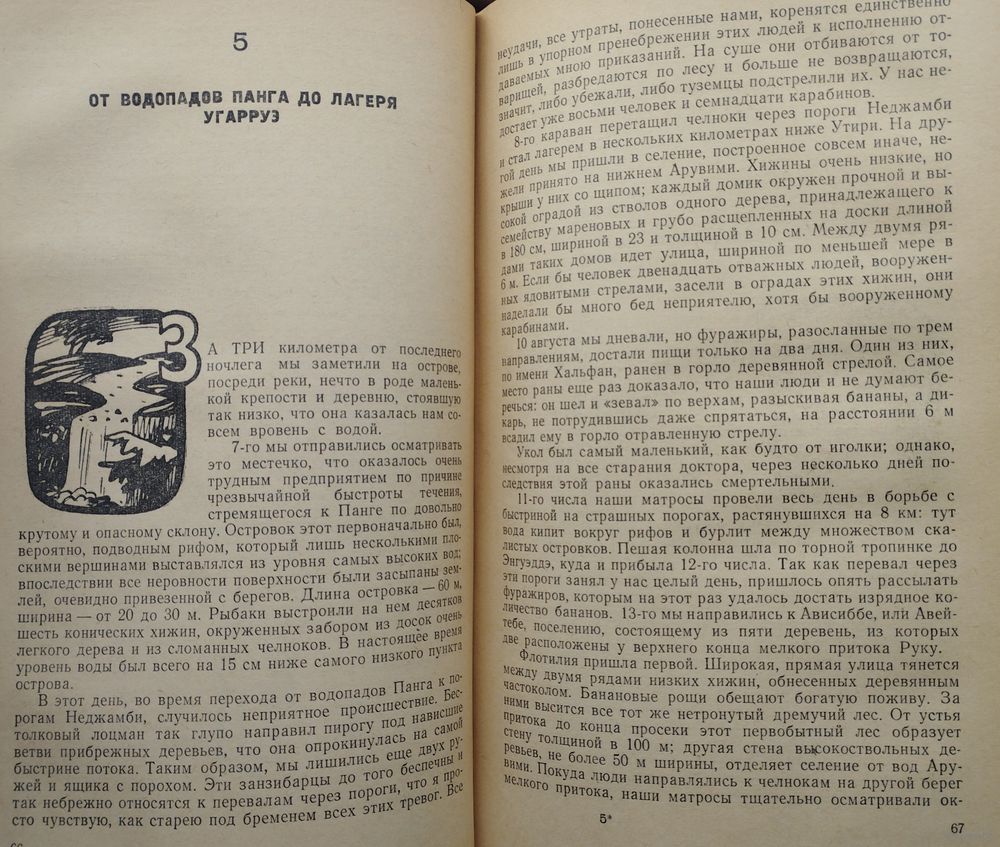 5
ОТ ВОДОПАДОВ ПАНГА ДО ЛАГЕРЯ
УГАРРУЭ
ЗА ТРИ километра от последнего
ночлега мы заметили на острове,
посреди реки, нечто в роде малень-
кой крепости и деревню, стоявшую
так низко, что она казалась нам со-
всем вровень с водой.
7-го мы отправились осматривать
это местечко, что оказалось очень
трудным предприятием по причине
чрезвычайной быстроты течения,
стремящегося к Панге по довольно
крутому и опасному склону. Островок этот первоначально был,
вероятно, подводным рифом, который лишь несколькими пло-
скими вершинами выставлялся из уровня самых высоких вод;
впоследствии все неровности поверхности были засыпаны зем-
лей, очевидно привезенной с берегов. Длина островка — 60 м,
ширина — от 20 до 30 м. Рыбаки выстроили на нем десятков
шесть конических хижин, окруженных забором из досок очень
легкого дерева и из сломанных челноков. В настоящее время
уровень воды был всего на 15 см ниже самого низкого пункта
острова.
В этот день, во время перехода от водопадов Панга к по-
рогам Неджамби, случилось неприятное происшествие. Бес-
толковый лоцман так глупо направил пирогу под нависшие
ветви прибрежных деревьев, что она опрокинулась на самой
быстрине потока. Таким образом, мы лишились еще двух ру-
жей и ящика с порохом. Эти занзибарцы до того беспечны и
так небрежно относятся к перевалам через пороги, что я про-
сто чувствую, как старею под бременем всех этих тревог. Все
неудачи, все утраты, понесенные нами, коренятся единственно
лишь в упорном пренебрежении этих людей к исполнению от-
даваемых мною приказаний. На суше они отбиваются от то-
варищей, разбредаются по лесу и больше не возвращаются,
значит, либо убежали, либо туземцы подстрелили их. У нас не-
достает уже восьми человек и семнадцати карабинов.
8-го караван перетащил челноки через пороги Неджамби
и стал лагерем в нескольких километрах ниже Утири. На дру-
гой день мы пришли в селение, построенное совсем иначе, не-
жели принято на нижнем Арувими. Хижины очень низкие, но
крыши у них со щипом; каждый домик окружен прочной и вы-
сокой оградой из стволов одного дерева, принадлежащего к
семейству мареновых и грубо расщепленных на доски длиной
в 180 см, шириной в 23 и толщиной в 10 см. Между двумя ря-
дами таких домов идет улица, шириной по меньшей мере в
6 м. Если бы человек двенадцать отважных людей, вооружен-
ных ядовитыми стрелами, засели в оградах этих хижин, они
наделали бы много бед неприятелю, хотя бы вооруженному
карабинами.
10 августа мы дневали, но фуражиры, разосланные по трем
направлениям, достали пищи только на два дня. Один из них,
по имени Хальфан, ранен в горло деревянной стрелой. Самое
место раны еще раз доказало, что наши люди и не думают бе-
речься: он шел и «зевал» по верхам, разыскивая бананы, а ди-
карь, не потрудившись даже спрятаться, на расстоянии 6 м
всадил ему в горло отравленную стрелу.
Укол был самый маленький, как будто от иголки; однако,
несмотря на все старания доктора, через несколько дней по-
следствия этой раны оказались смертельными.
11-го числа наши матросы провели весь день в борьбе с
быстриной на страшных порогах, растянувшихся на 8 км: тут
вода кипит вокруг рифов и бурлит между множеством ска-
листых островков. Пешая колонна шла по торной тропинке до
Энгуэддэ, куда и прибыла 12-го числа. Так как перевал через
эти пороги занял у нас целый день, пришлось опять рассылать
фуражиров, которым на этот раз удалось достать изрядное ко-
личество бананов. 13-го мы направились к Ависиббе, или Авей-
тебе, поселению, состоящему из пяти деревень, из которых
две расположены у верхнего конца мелкого притока Руку.
Флотилия пришла первой. Широкая, прямая улица тянется
между двумя рядами низких хижин, обнесенных деревянным
частоколом. Банановые рощи обещают богатую поживу. За
ними высится все тот же нетронутый дремучий лес. От устья
притока до конца просеки этот первобытный лес образует
стену толщиной в 100 м; другая стена высокоствольных де-
ревьев, не более 50 м ширины, отделяет селение от вод Ару-
вими. Покуда люди направлялись к челнокам на другой берег
мелкого притока, наши матросы тщательно осматривали ок-
5*
67